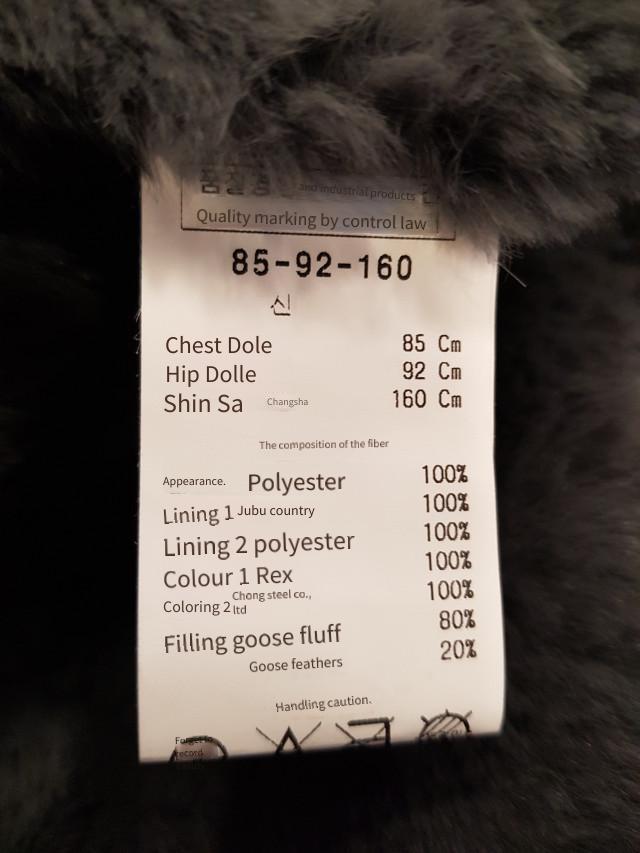 and industrial products
Quality marking by control law
85-92-160
신
Chest Dole 85 Cm
Hip Dolle 92 Cm
Shin Sa Changsha 160 Cm
The composition of the fiber
Appearance. Polyester 100%
Lining 1 Jubu country 100%
Lining 2 polyester 100%
Colour 1 Rex 100%
Coloring 2 Chong steel co., ltd 100%
Filling goose fluff 80%
Goose feathers 20%
Handling caution.
Forget to
record